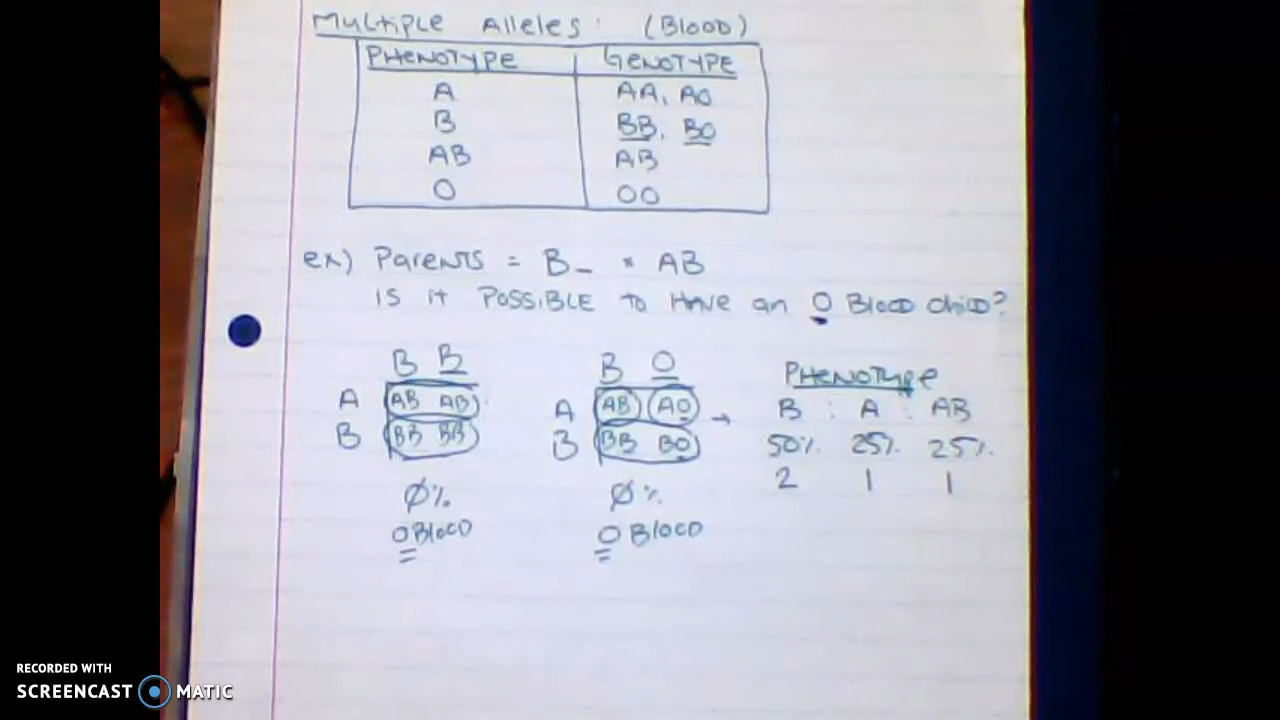 Multiple Alleles: (Blood)
PHENOTYPE GENOTYPE
A AA, AO
B BB, BO
AB AB
O OO
ex) Parents = B_ × AB
is it possible to Have an O Blood child?
B B
A AB AB
B BB BB
0%
O Blood
B O
A AB AO →
B BB BO
0%
O Blood
PHENOTYPE
B : A : AB
50% 25% 25%
2 1 1
RECORDED WITH
SCREENCAST MATIC